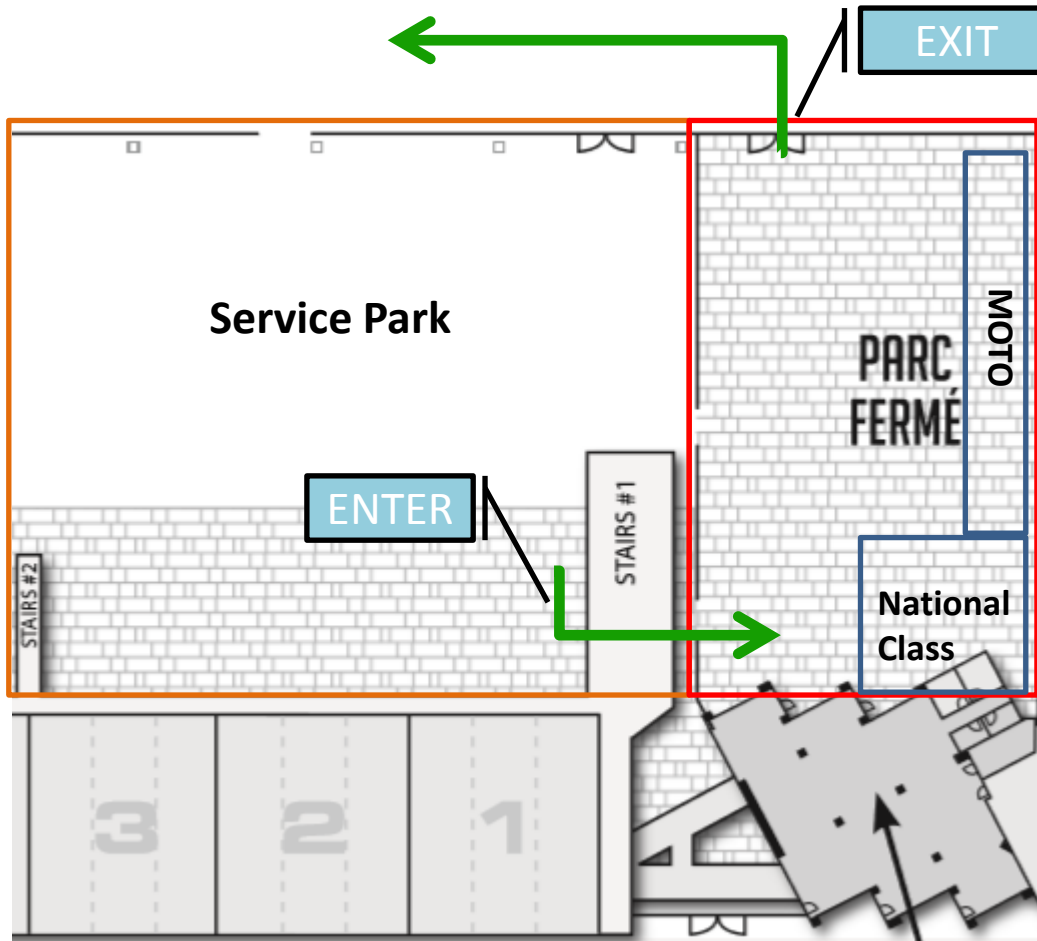 EXIT
Service Park
MOTO
PARC
FERMÉ
ENTER
STAIRS #1
STAIRS #2
National
Class
3
2
1